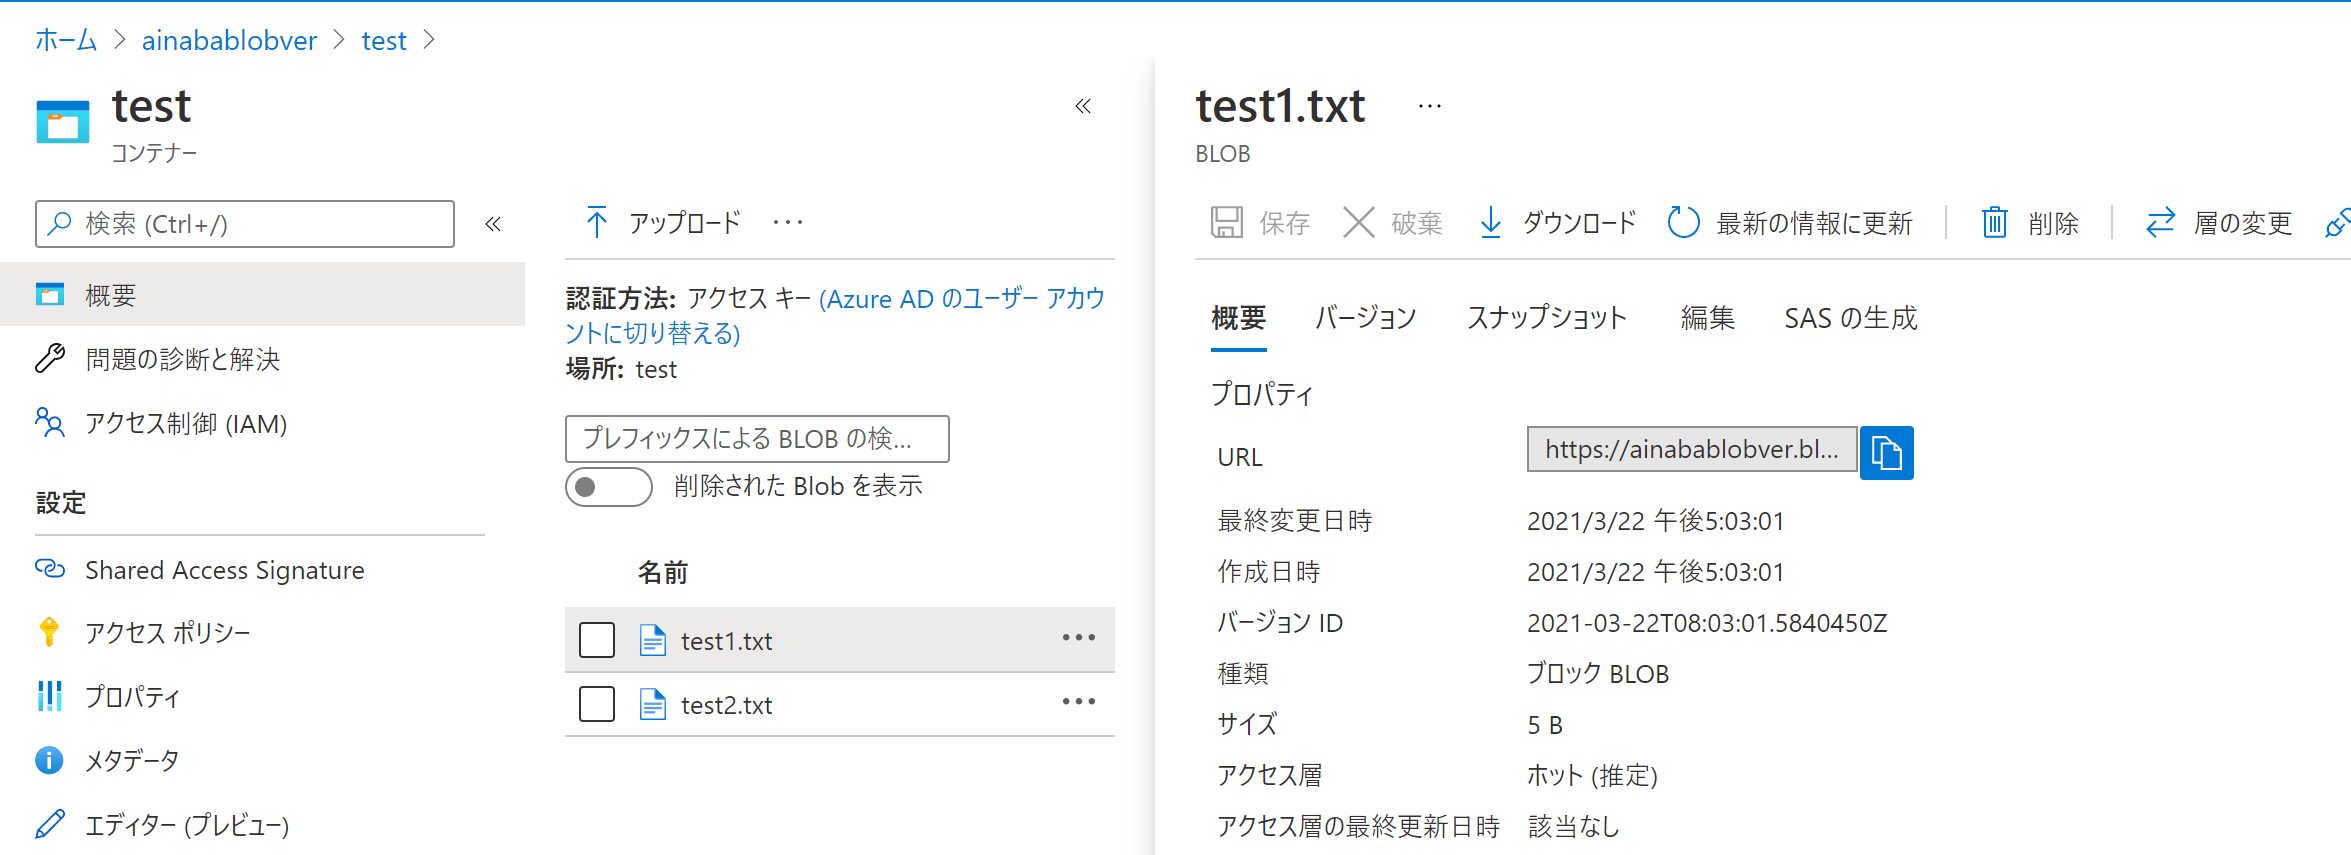 ホーム > ainabablobver > test >
test
コンテナー
«
検索 (Ctrl+/)
«
概要
問題の診断と解決
アクセス制御 (IAM)
設定
Shared Access Signature
アクセス ポリシー
プロパティ
メタデータ
エディター (プレビュー)
アップロード ···
認証方法: アクセス キー (Azure AD のユーザー アカウ
ントに切り替える)
場所: test
プレフィックスによる BLOB の検...
削除された Blob を表示
名前
test1.txt ···
test2.txt ···
test1.txt ···
BLOB
保存 破棄 ダウンロード 最新の情報に更新 削除 層の変更
概要 バージョン スナップショット 編集 SAS の生成
プロパティ
URL https://ainabablobver.bl...
最終変更日時 2021/3/22 午後5:03:01
作成日時 2021/3/22 午後5:03:01
バージョン ID 2021-03-22T08:03:01.5840450Z
種類 ブロック BLOB
サイズ 5 B
アクセス層 ホット (推定)
アクセス層の最終更新日時 該当なし